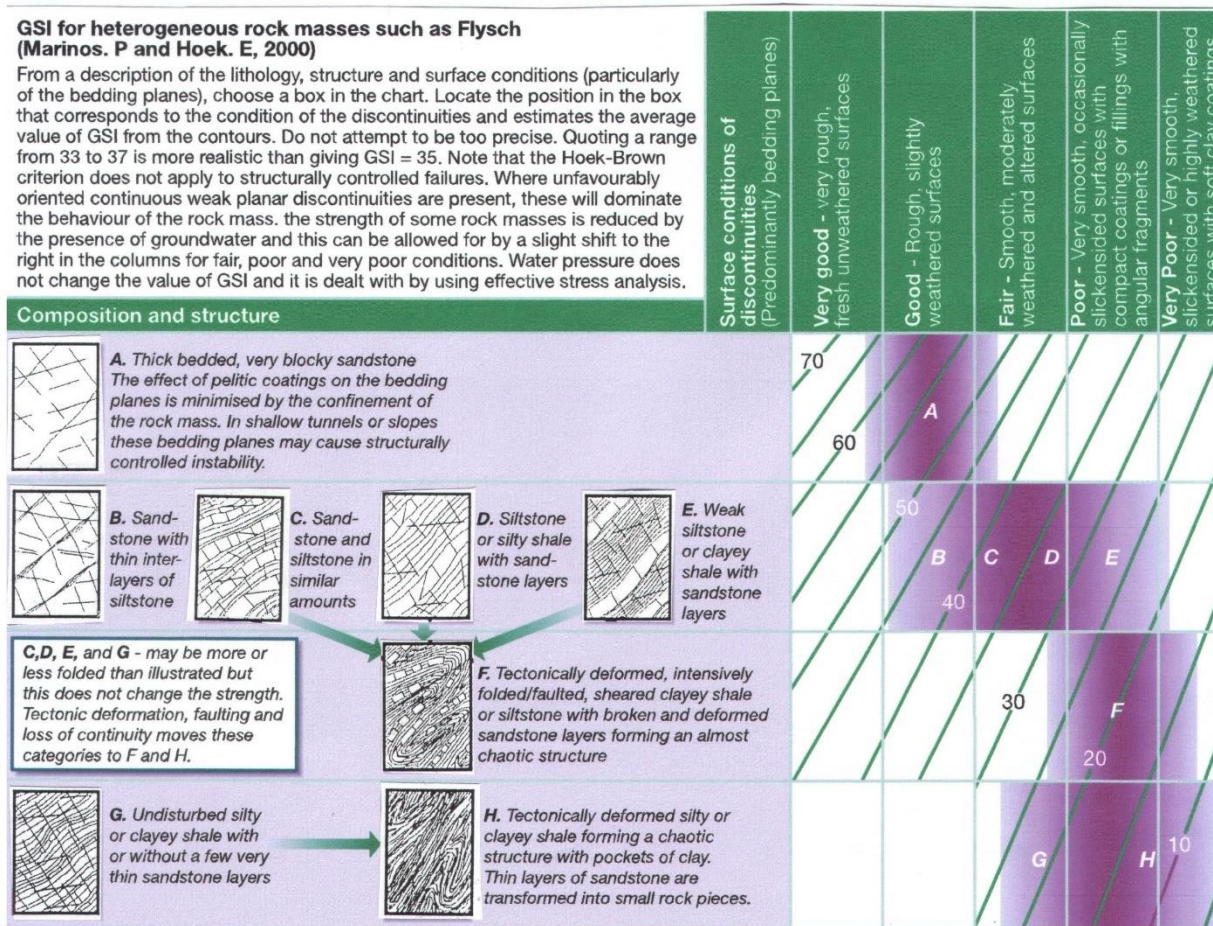 GSI for heterogeneous rock masses such as Flysch
(Marinos. P and Hoek. E, 2000)
From a description of the lithology, structure and surface conditions (particularly
of the bedding planes), choose a box in the chart. Locate the position in the box
that corresponds to the condition of the discontinuities and estimates the average
value of GSI from the contours. Do not attempt to be too precise. Quoting a range
from 33 to 37 is more realistic than giving GSI = 35. Note that the Hoek-Brown
criterion does not apply to structurally controlled failures. Where unfavourably
oriented continuous weak planar discontinuities are present, these will dominate
the behaviour of the rock mass. the strength of some rock masses is reduced by
the presence of groundwater and this can be allowed for by a slight shift to the
right in the columns for fair, poor and very poor conditions. Water pressure does
not change the value of GSI and it is dealt with by using effective stress analysis.
Composition and structure
Surface conditions of
discontinuities
(Predominantly bedding planes)
Very good - very rough,
fresh unweathered surfaces
Good - Rough, slightly
weathered surfaces
Fair - Smooth, moderately
weathered and altered surfaces
Poor - Very smooth, occasionally
slickensided surfaces with
compact coatings or fillings with
angular fragments
Very Poor - Very smooth,
slickensided or highly weathered
surfaces with soft clay coatings
A. Thick bedded, very blocky sandstone
The effect of pelitic coatings on the bedding
planes is minimised by the confinement of
the rock mass. In shallow tunnels or slopes
these bedding planes may cause structurally
controlled instability.
70
60
A
B. Sand-
stone with
thin inter-
layers of
siltstone
C. Sand-
stone and
siltstone in
similar
amounts
D. Siltstone
or silty shale
with sand-
stone layers
E. Weak
siltstone
or clayey
shale with
sandstone
layers
50
B
C
D
E
40
C,D, E, and G - may be more or
less folded than illustrated but
this does not change the strength.
Tectonic deformation, faulting and
loss of continuity moves these
categories to F and H.
F. Tectonically deformed, intensively
folded/faulted, sheared clayey shale
or siltstone with broken and deformed
sandstone layers forming an almost
chaotic structure
30
F
20
G. Undisturbed silty
or clayey shale with
or without a few very
thin sandstone layers
H. Tectonically deformed silty or
clayey shale forming a chaotic
structure with pockets of clay.
Thin layers of sandstone are
transformed into small rock pieces.
G
H
10